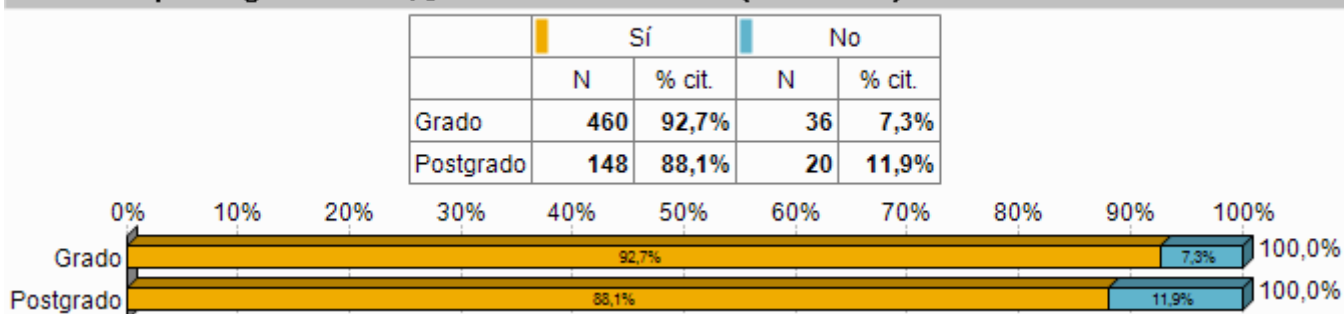 Sí No
N % cit. N % cit.
Grado 460 92,7% 36 7,3%
Postgrado 148 88,1% 20 11,9%
0% 10% 20% 30% 40% 50% 60% 70% 80% 90% 100%
Grado 92,7% 7,3% 100,0%
Postgrado 88,1% 11,9% 100,0%